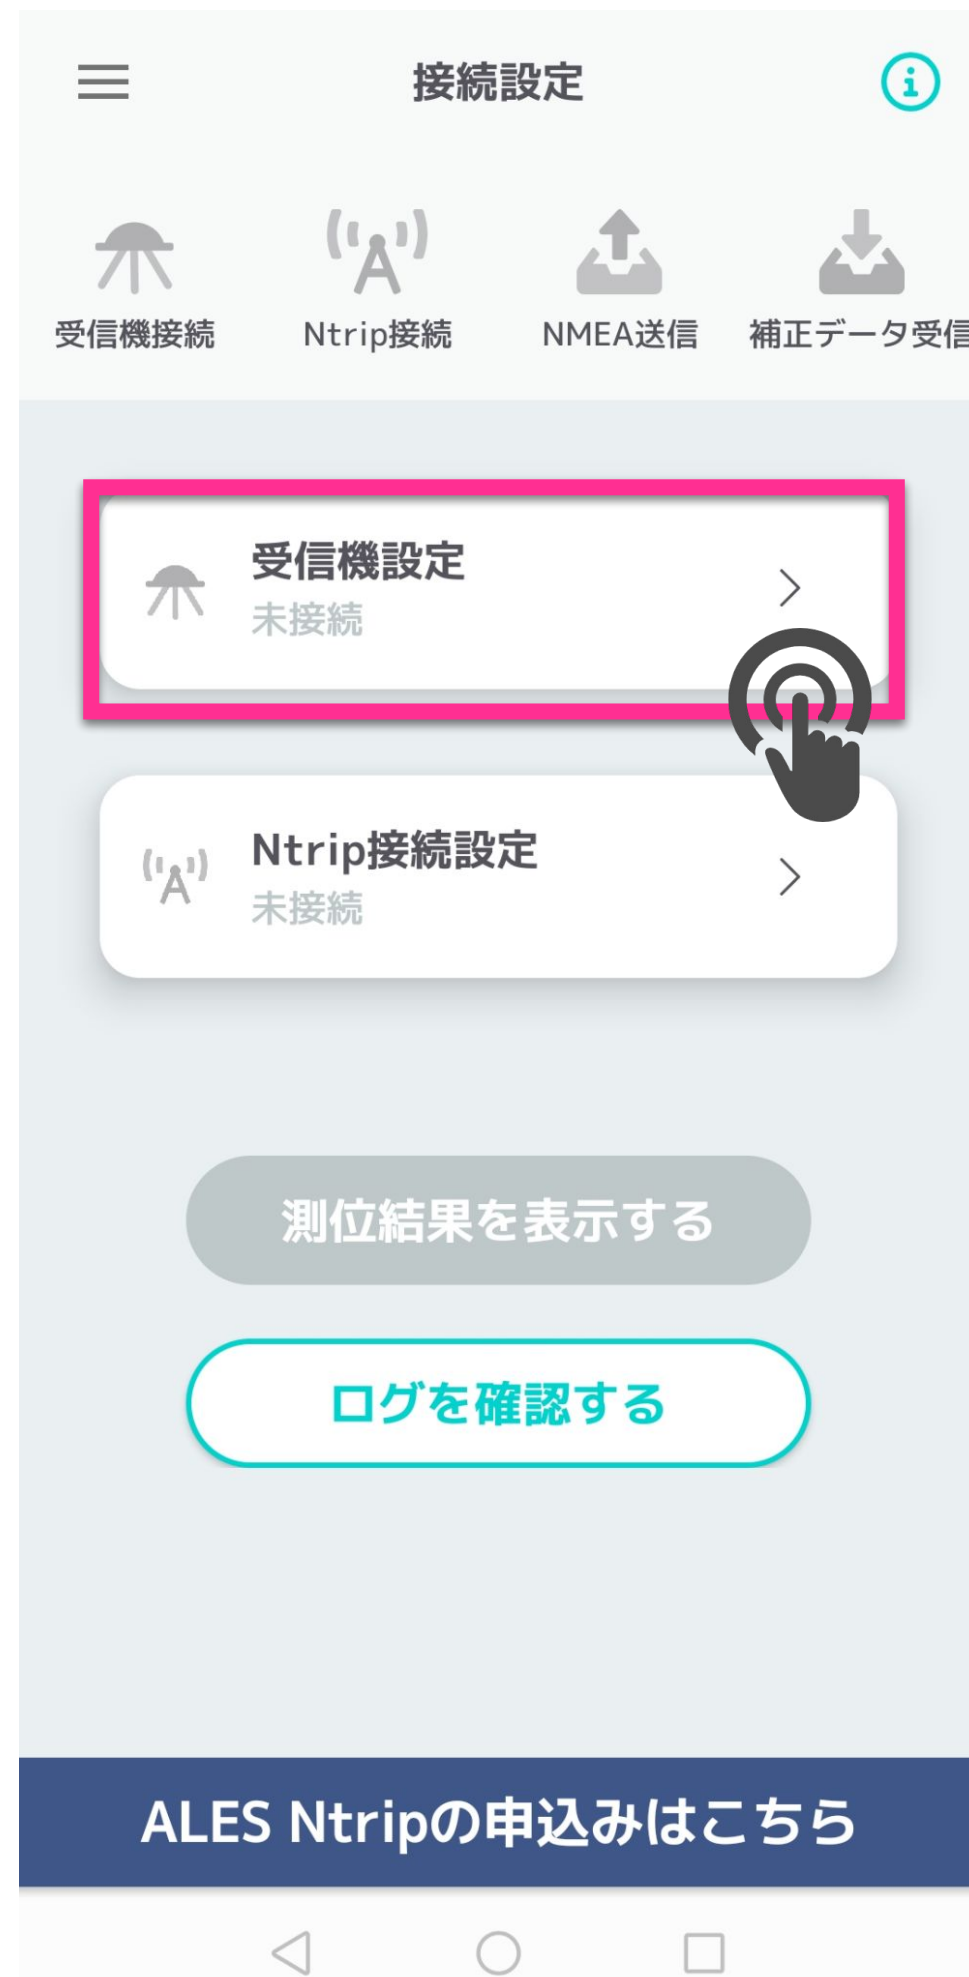 接続設定
受信機接続 Ntrip接続 NMEA送信 補正データ受信
受信機設定
未接続
Ntrip接続設定
未接続
測位結果を表示する
ログを確認する
ALES Ntripの申込みはこちら